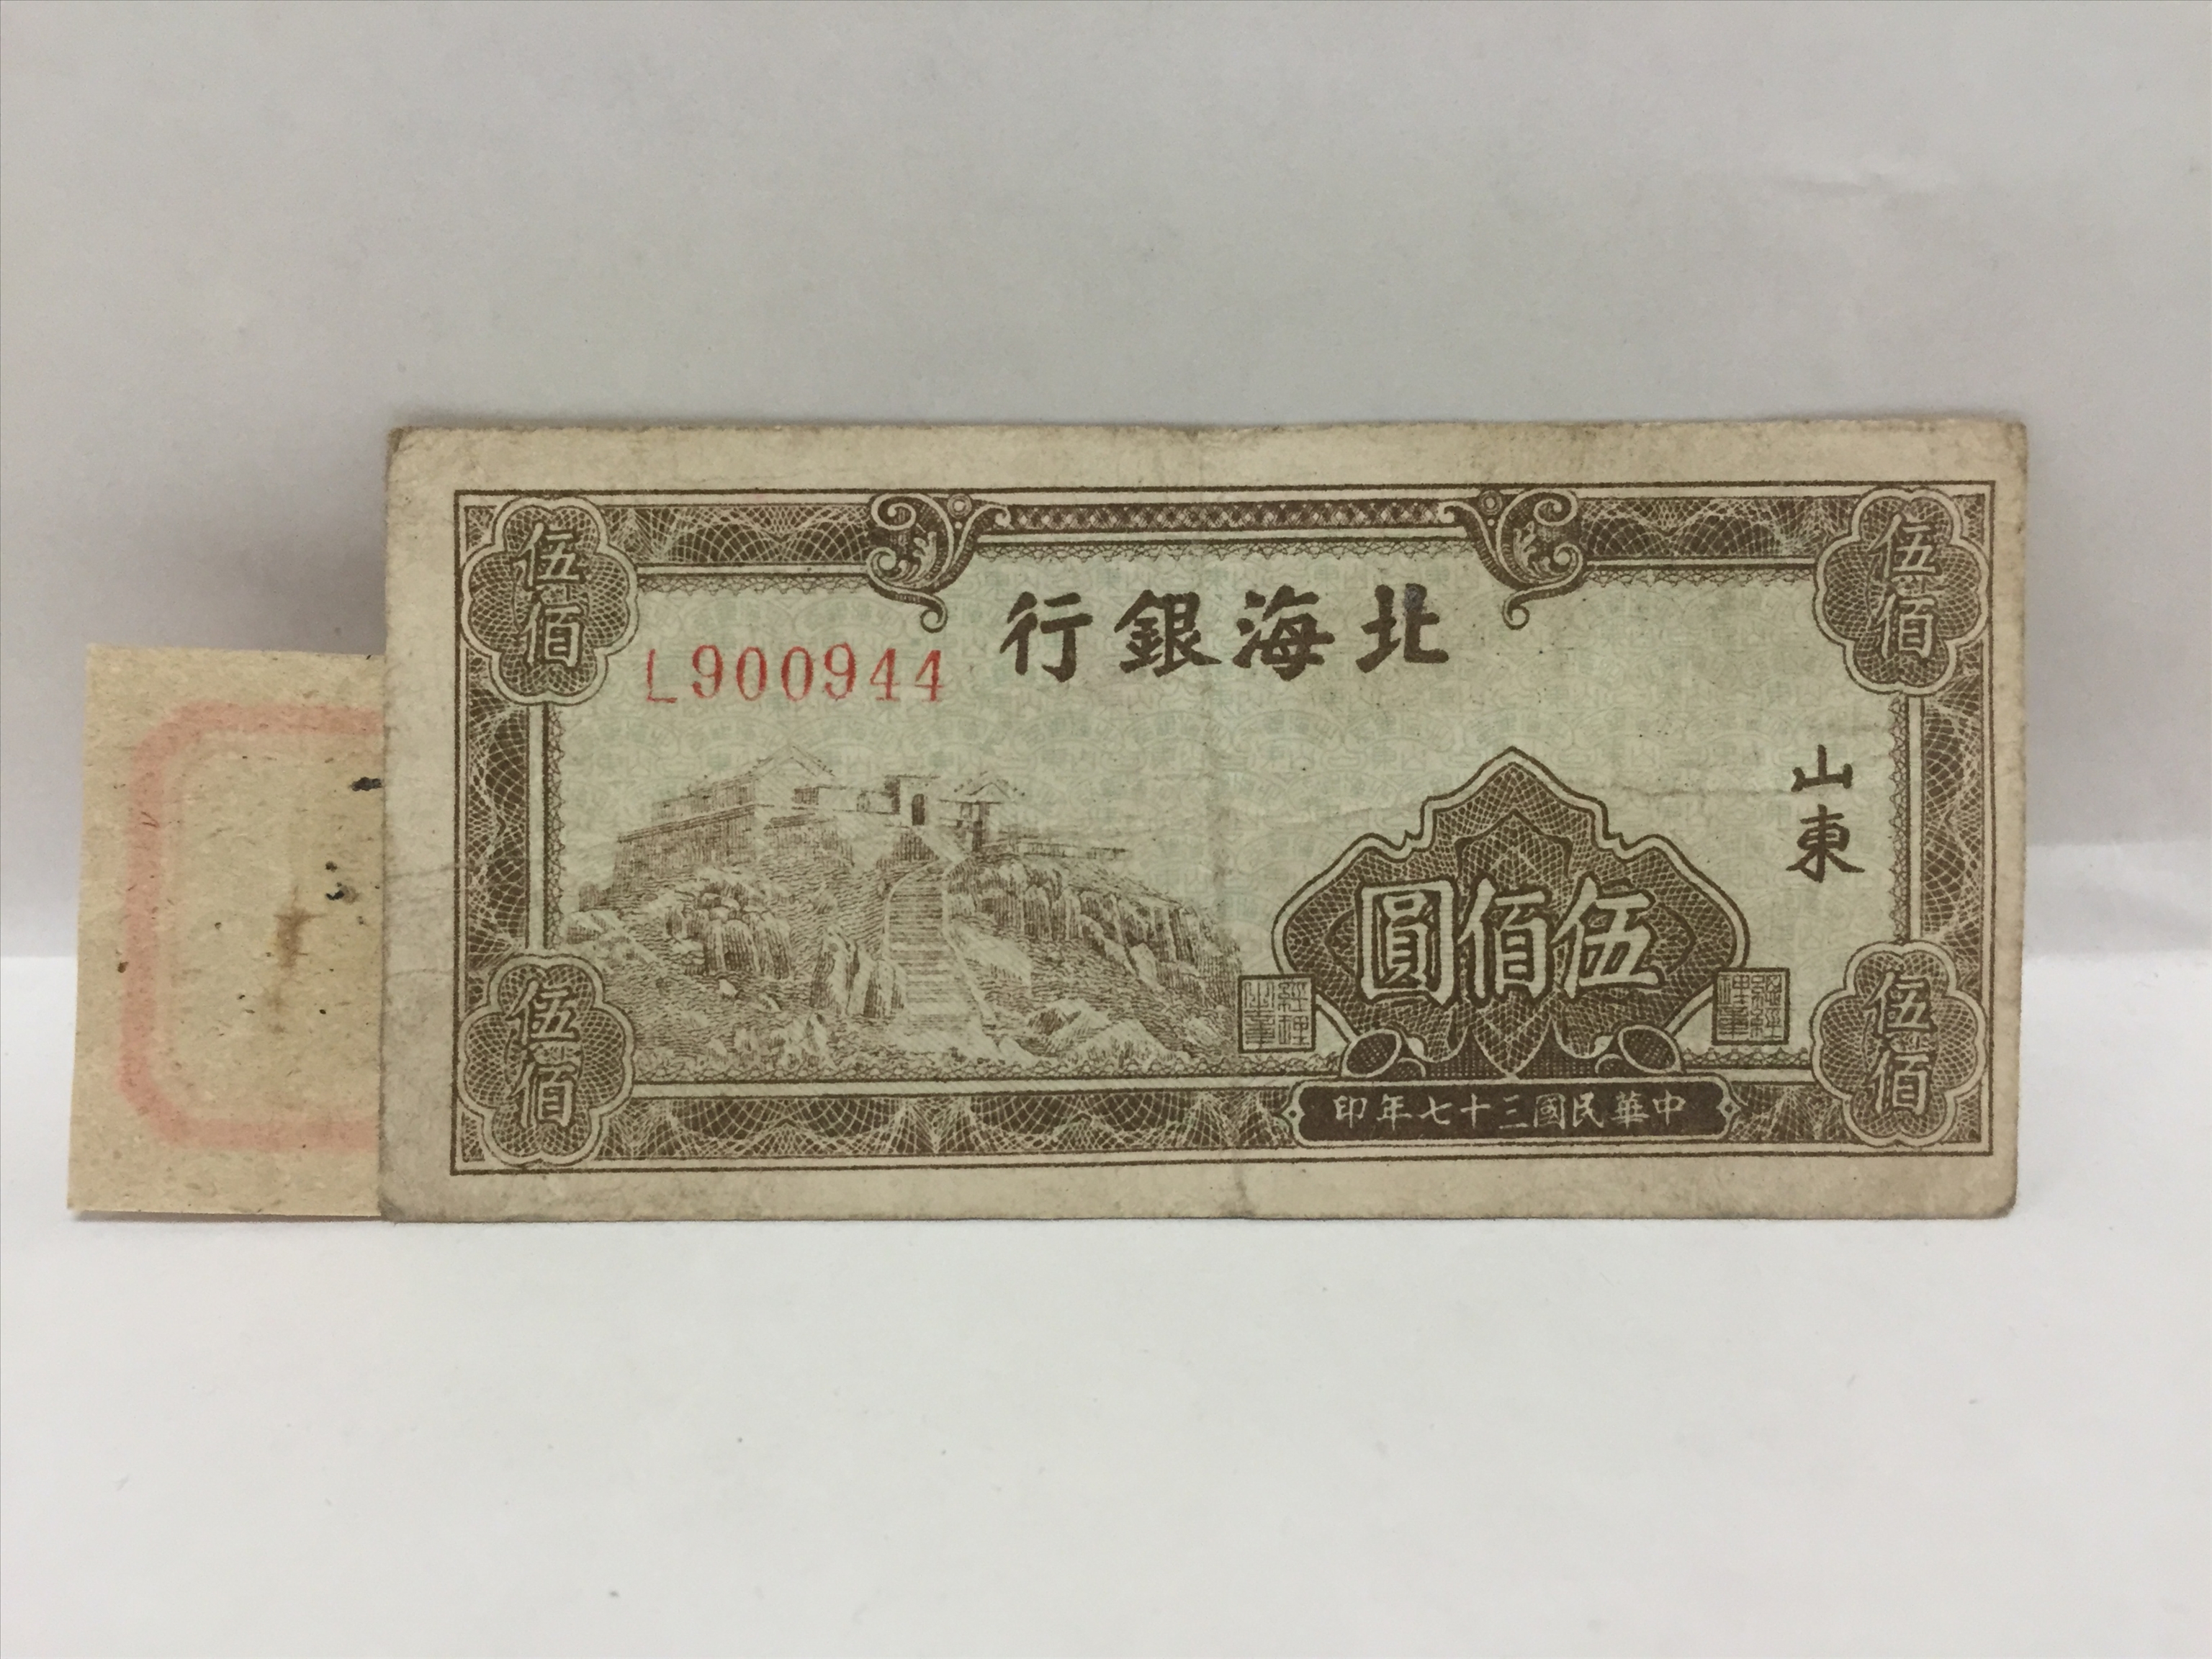 北海銀行
L900944
山東
伍佰圓
伍佰
伍佰
伍佰
伍佰
中華民國三十七年印